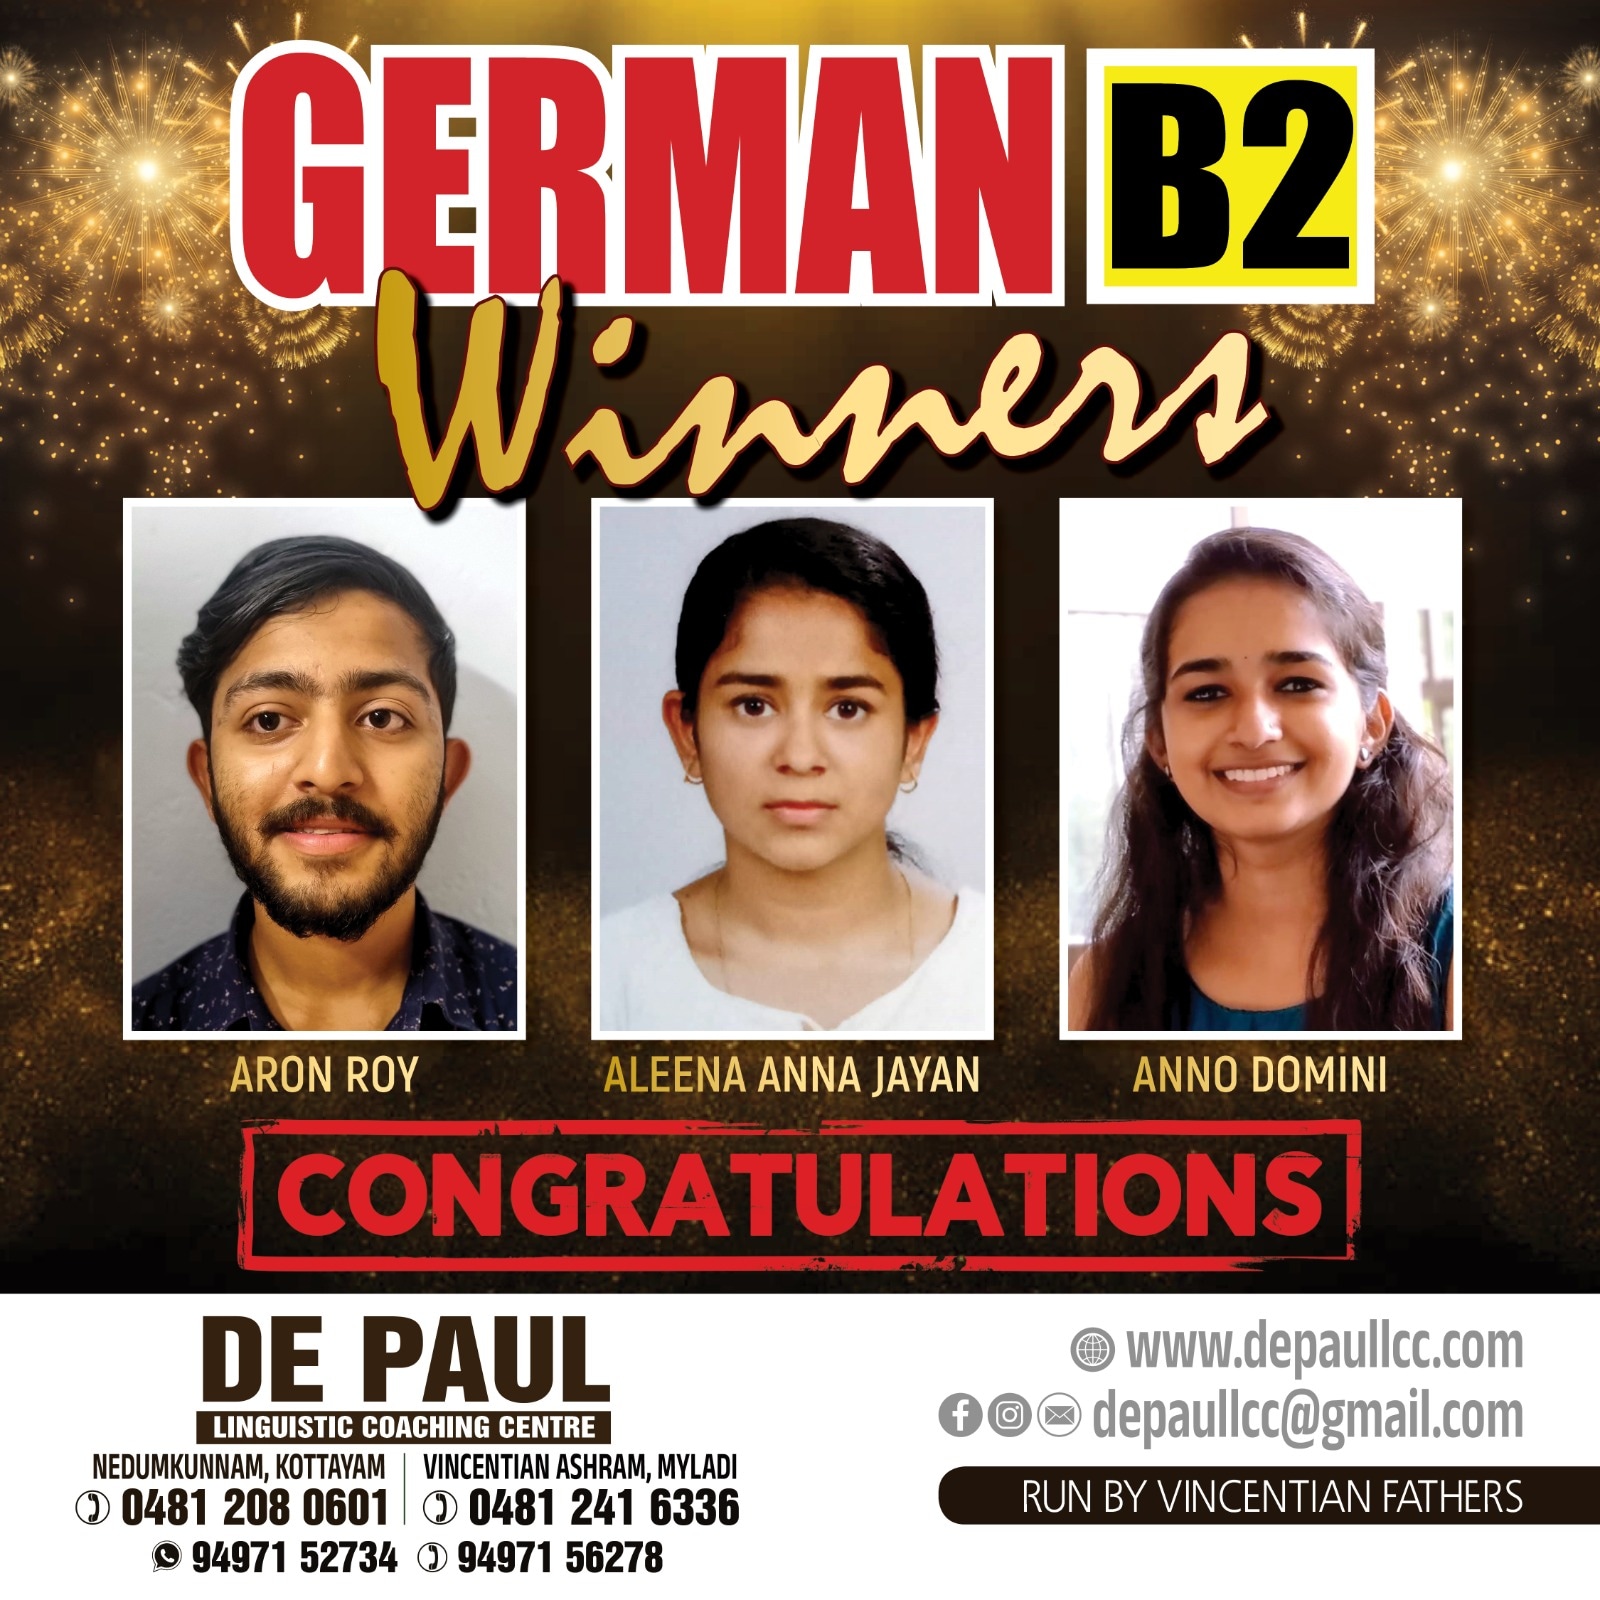 GERMAN B2
Winners
ARON ROY
ALEENA ANNA JAYAN
ANNO DOMINI
CONGRATULATIONS
DE PAUL
LINGUISTIC COACHING CENTRE
NEDUMKUNNAM, KOTTAYAM
0481 208 0601
VINCENTIAN ASHRAM, MYLADI
0481 241 6336
94971 52734
94971 56278
www.depaullcc.com
depaullcc@gmail.com
RUN BY VINCENTIAN FATHERS